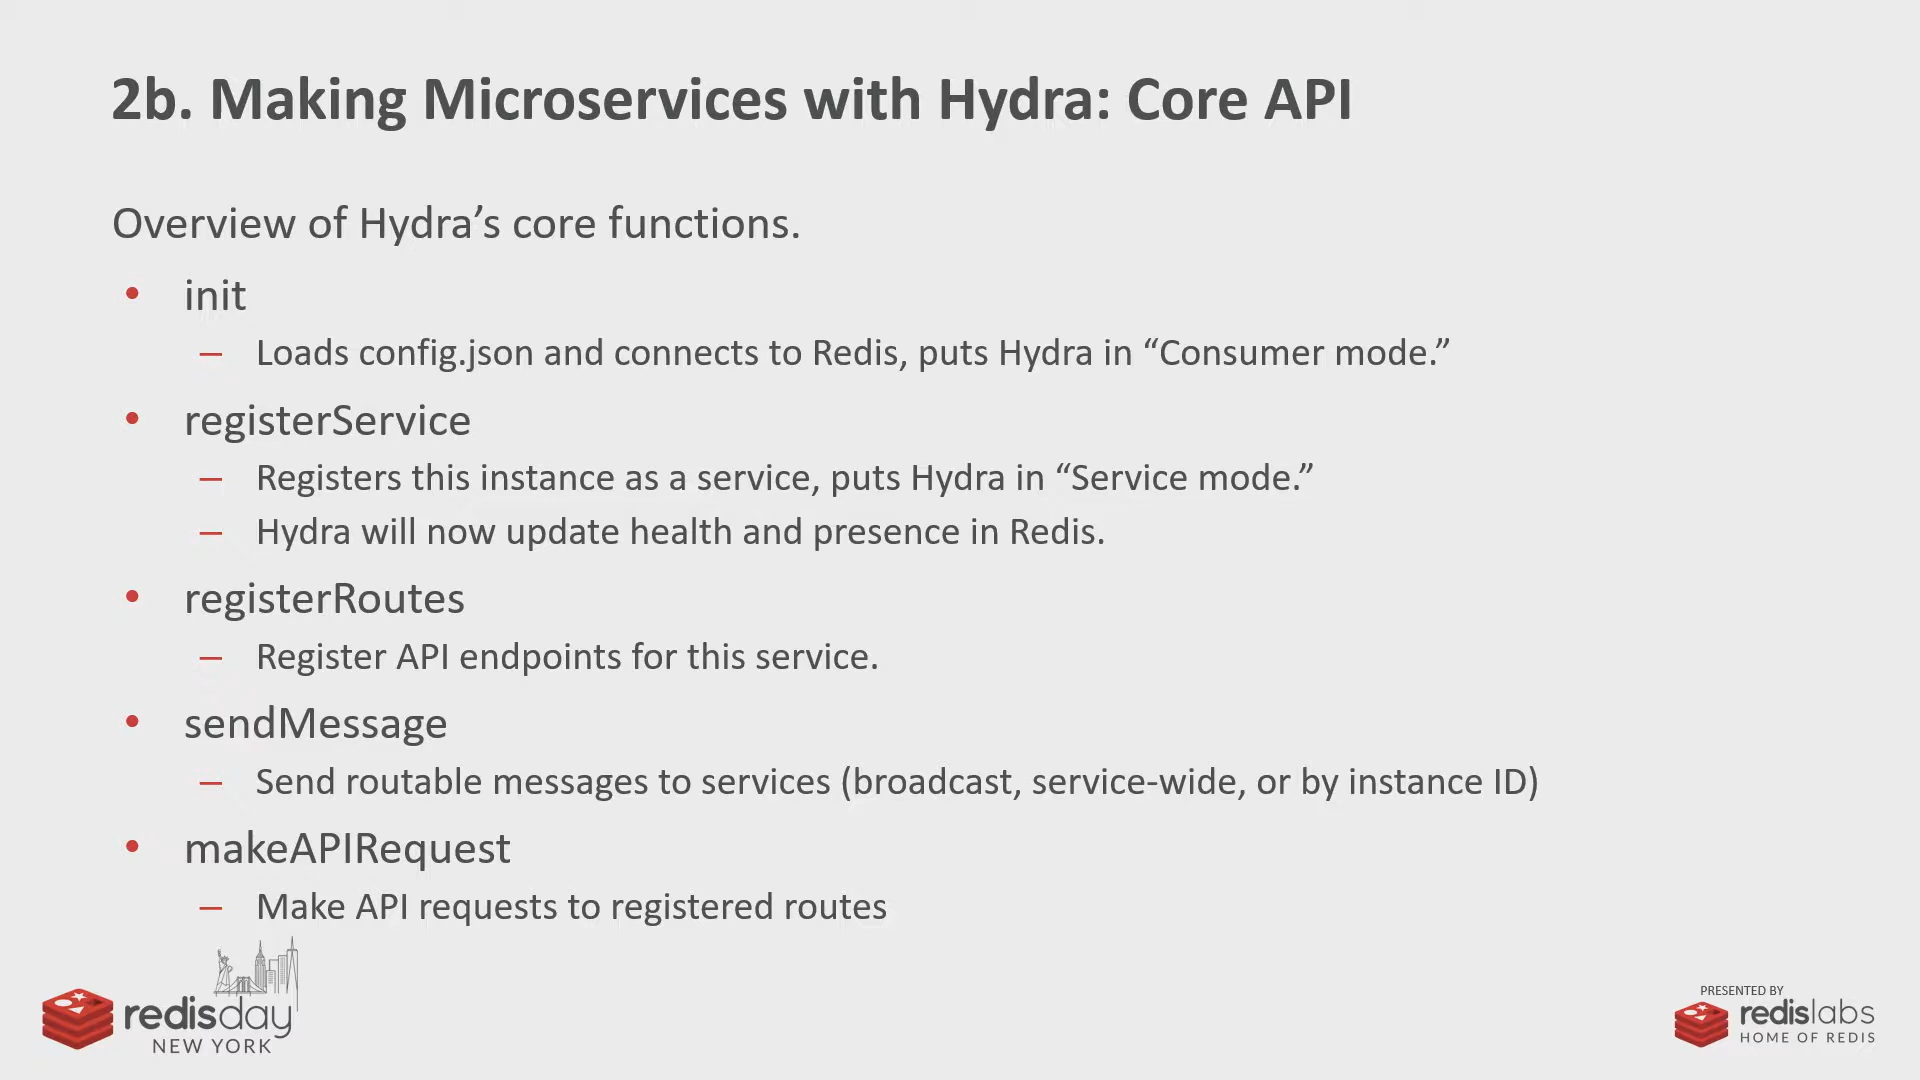 2b. Making Microservices with Hydra: Core API
Overview of Hydra’s core functions.
• init
– Loads config.json and connects to Redis, puts Hydra in “Consumer mode.”
• registerService
– Registers this instance as a service, puts Hydra in “Service mode.”
– Hydra will now update health and presence in Redis.
• registerRoutes
– Register API endpoints for this service.
• sendMessage
– Send routable messages to services (broadcast, service-wide, or by instance ID)
• makeAPIRequest
– Make API requests to registered routes
redisday
NEW YORK
PRESENTED BY
redislabs
HOME OF REDIS